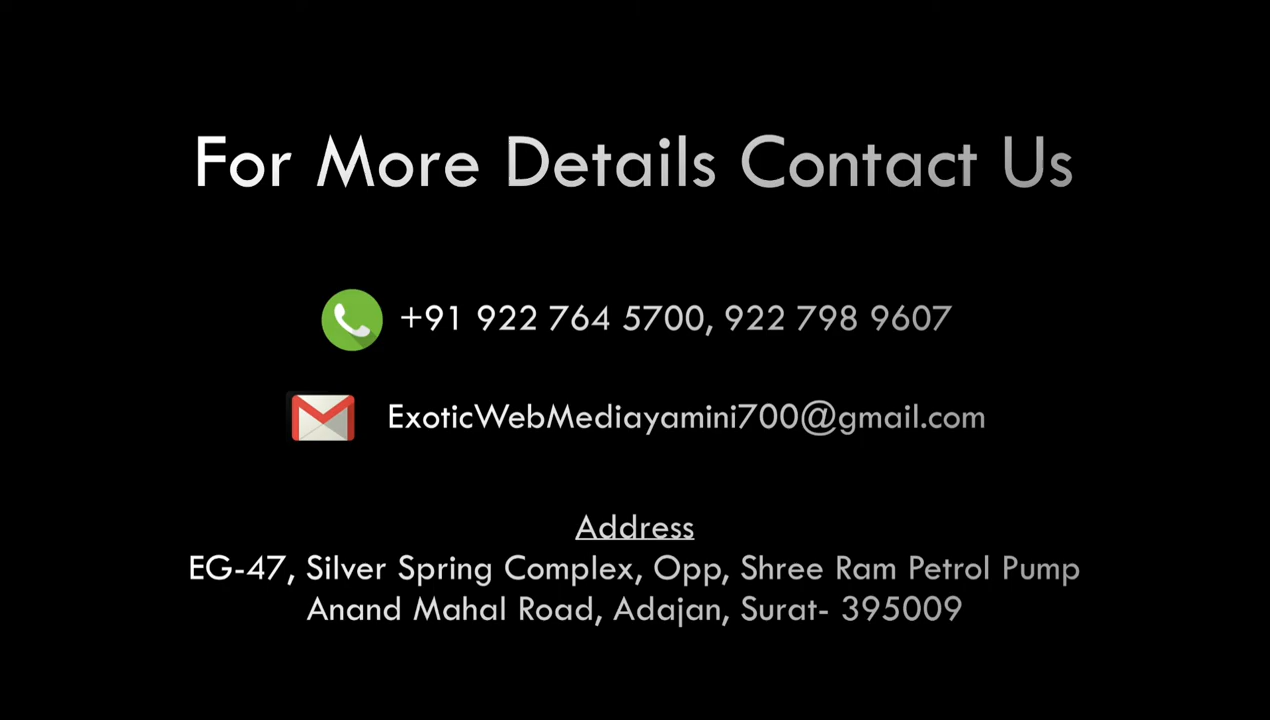 For More Details Contact Us
+91 922 764 5700, 922 798 9607
ExoticWebMediayamini700@gmail.com
Address
EG-47, Silver Spring Complex, Opp, Shree Ram Petrol Pump
Anand Mahal Road, Adajan, Surat- 395009